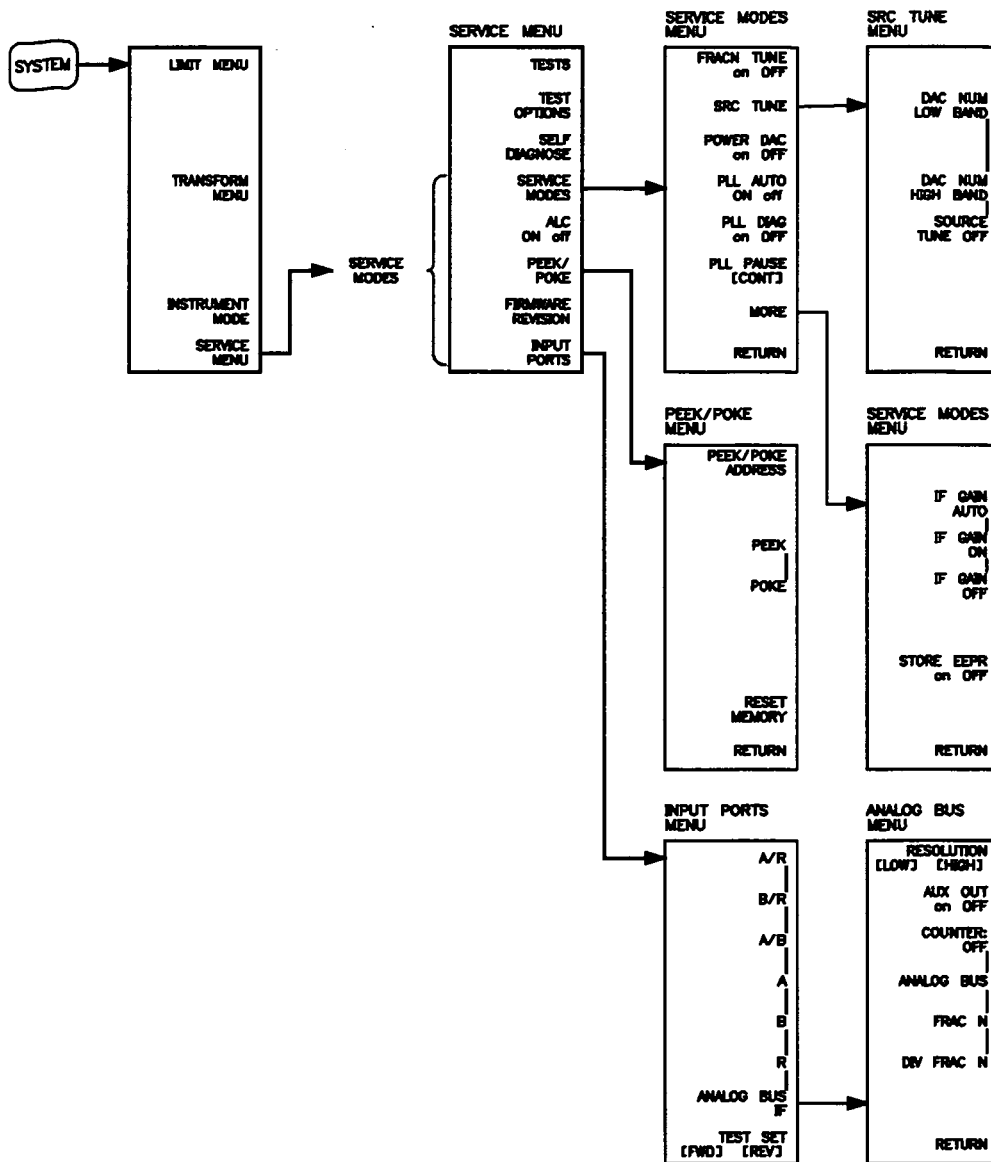 SYSTEM
LIMIT MENU
TRANSFORM
MENU
INSTRUMENT
MODE
SERVICE
MENU
SERVICE
MODES
SERVICE MENU
TESTS
TEST
OPTIONS
SELF
DIAGNOSE
SERVICE
MODES
ALC
ON off
PEEK/
POKE
FIRMWARE
REVISION
INPUT
PORTS
SERVICE MODES
MENU
FRACN TUNE
on OFF
SRC TUNE
POWER DAC
on OFF
PLL AUTO
ON off
PLL DIAG
on OFF
PLL PAUSE
[CONT]
MORE
RETURN
SRC TUNE
MENU
DAC NUM
LOW BAND
DAC NUM
HIGH BAND
SOURCE
TUNE OFF
RETURN
PEEK/POKE
MENU
PEEK/POKE
ADDRESS
PEEK
POKE
RESET
MEMORY
RETURN
SERVICE MODES
MENU
IF GAIN
AUTO
IF GAIN
ON
IF GAIN
OFF
STORE EEPR
on OFF
RETURN
INPUT PORTS
MENU
A/R
B/R
A/B
A
B
R
ANALOG BUS
IF
TEST SET
[FWD] [REV]
ANALOG BUS
MENU
RESOLUTION
[LOW] [HIGH]
AUX OUT
on OFF
COUNTER:
OFF
ANALOG BUS
FRAC N
DIV FRAC N
RETURN